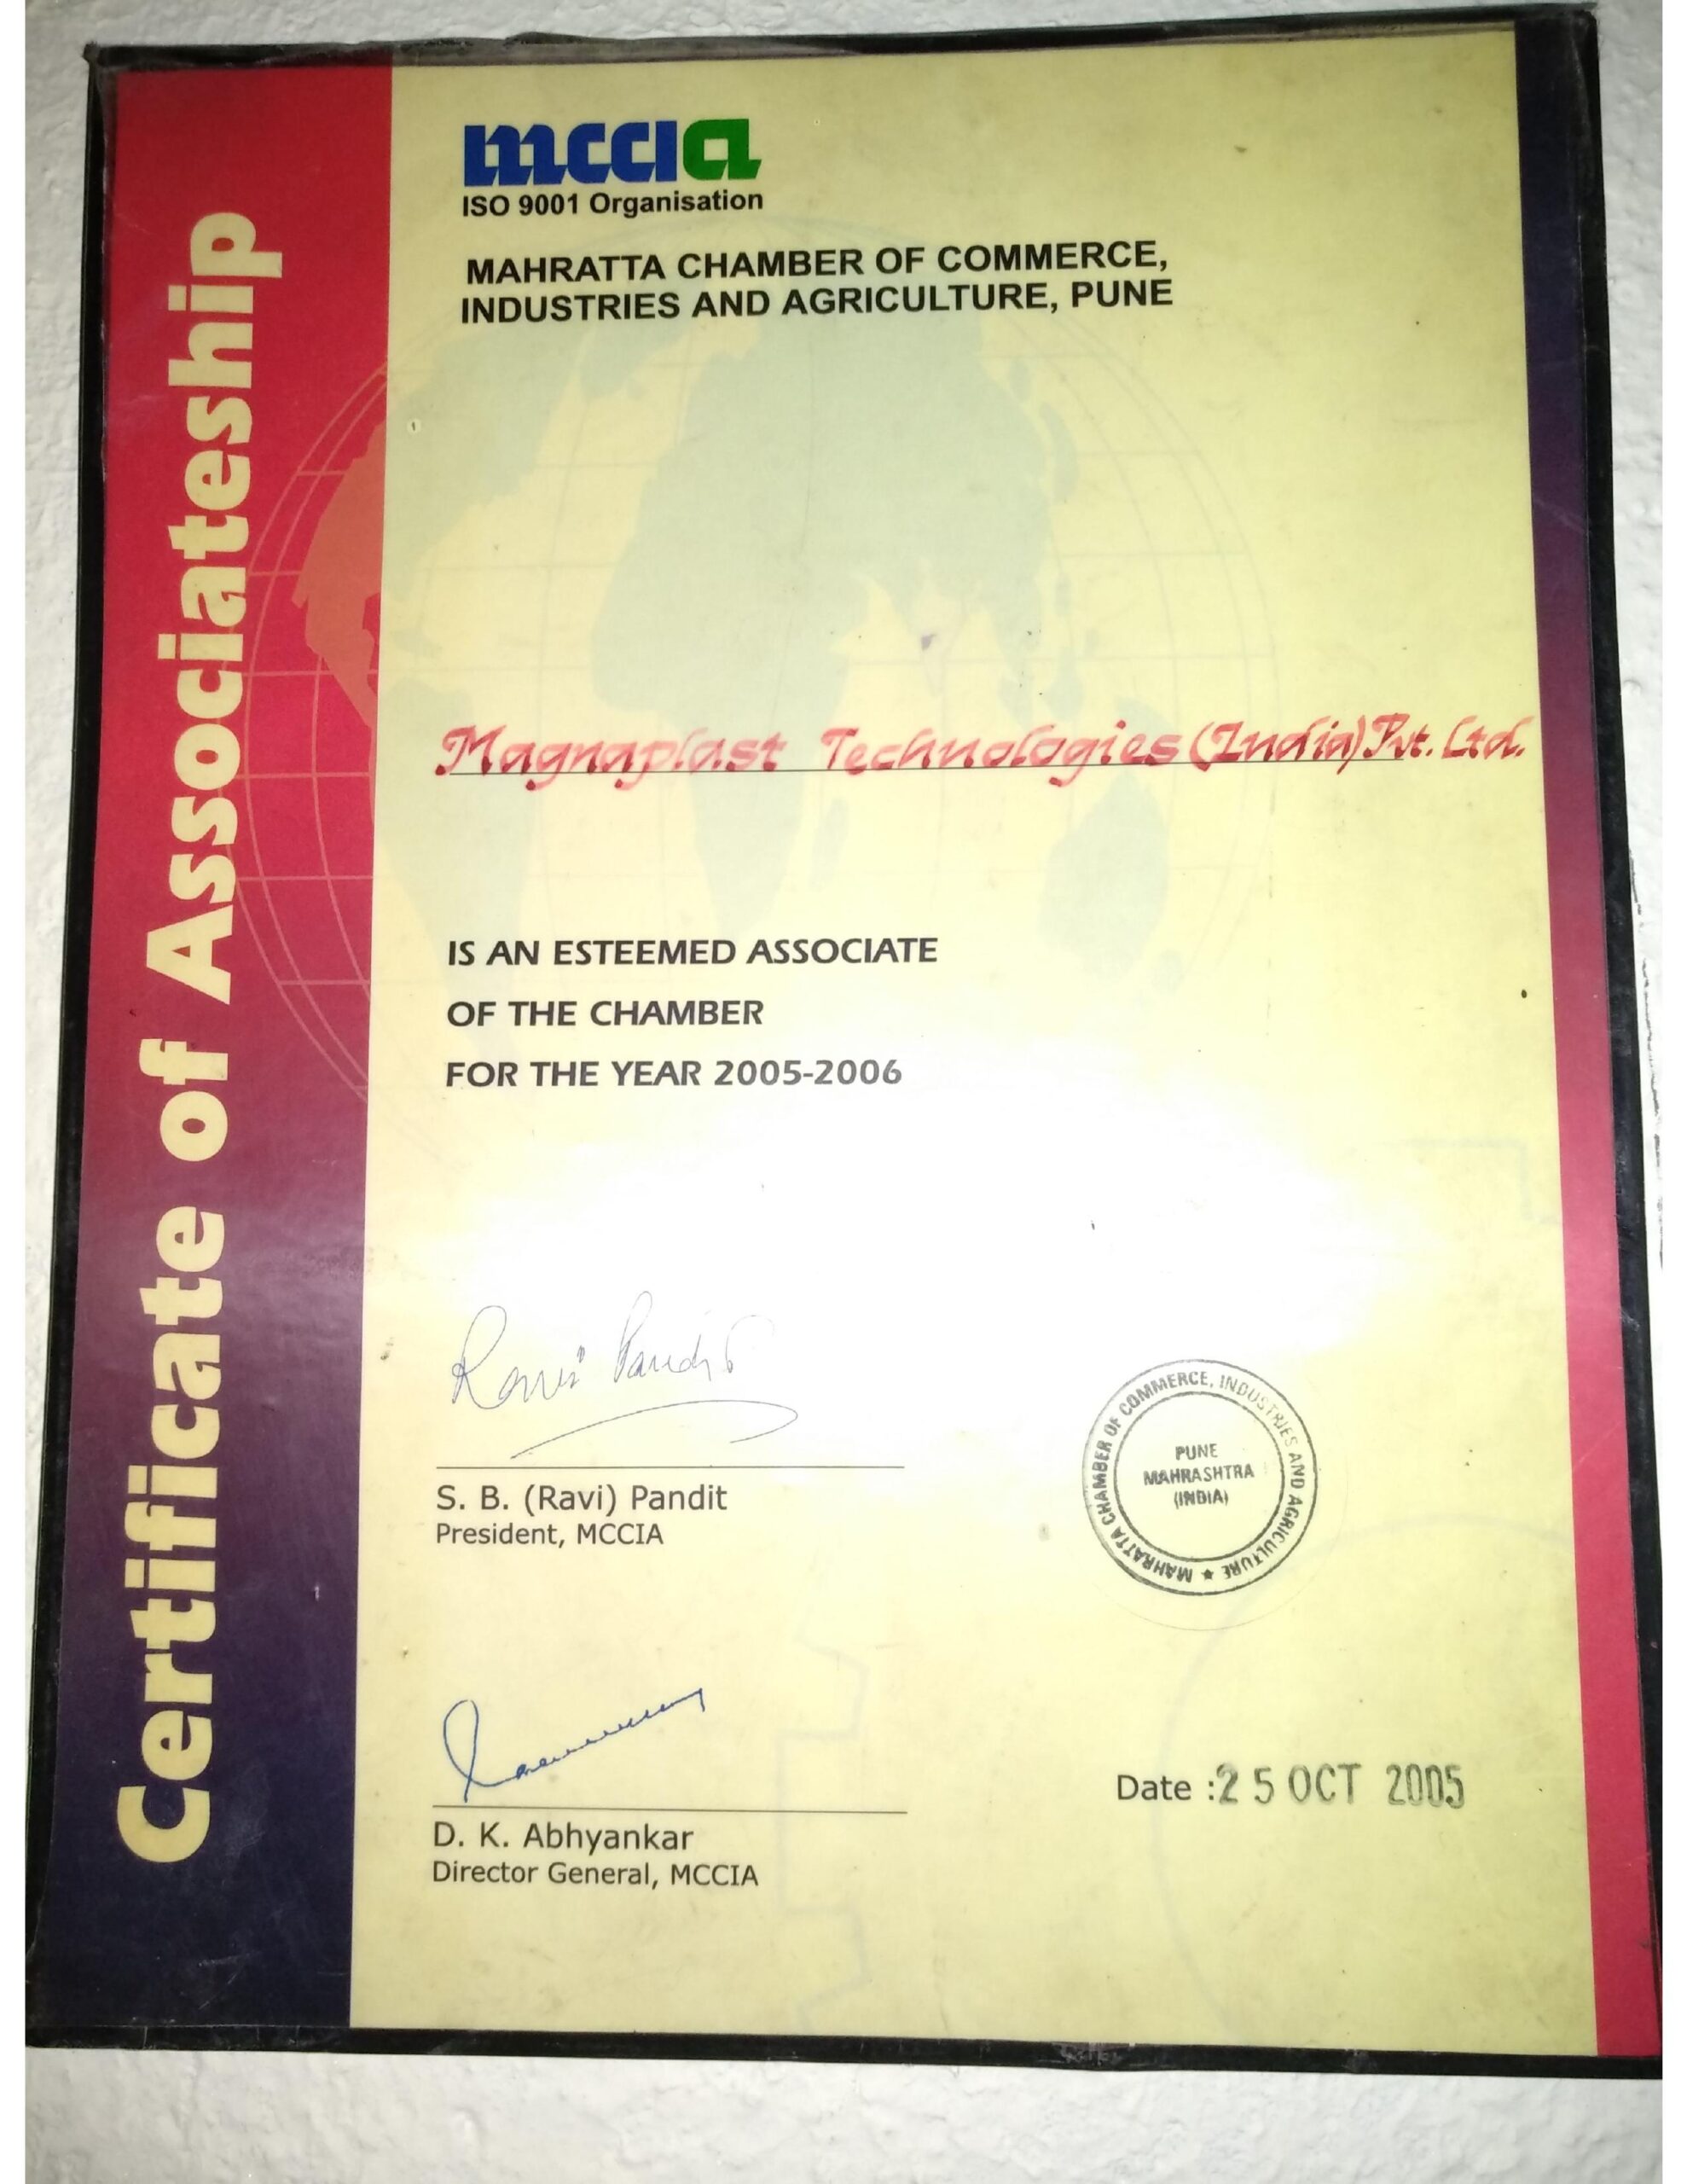 Certificate of Associateship
mccia
ISO 9001 Organisation
MAHRATTA CHAMBER OF COMMERCE,
INDUSTRIES AND AGRICULTURE, PUNE
Magnaplast Technologies (India) Pvt. Ltd.
IS AN ESTEEMED ASSOCIATE
OF THE CHAMBER
FOR THE YEAR 2005-2006
Ravi Pandit
S. B. (Ravi) Pandit
President, MCCIA
MAHRATTA CHAMBER OF COMMERCE, INDUSTRIES AND AGRICULTURE ★
PUNE
MAHRASHTRA
(INDIA)
D. K. Abhyankar
Director General, MCCIA
Date : 25 OCT 2005